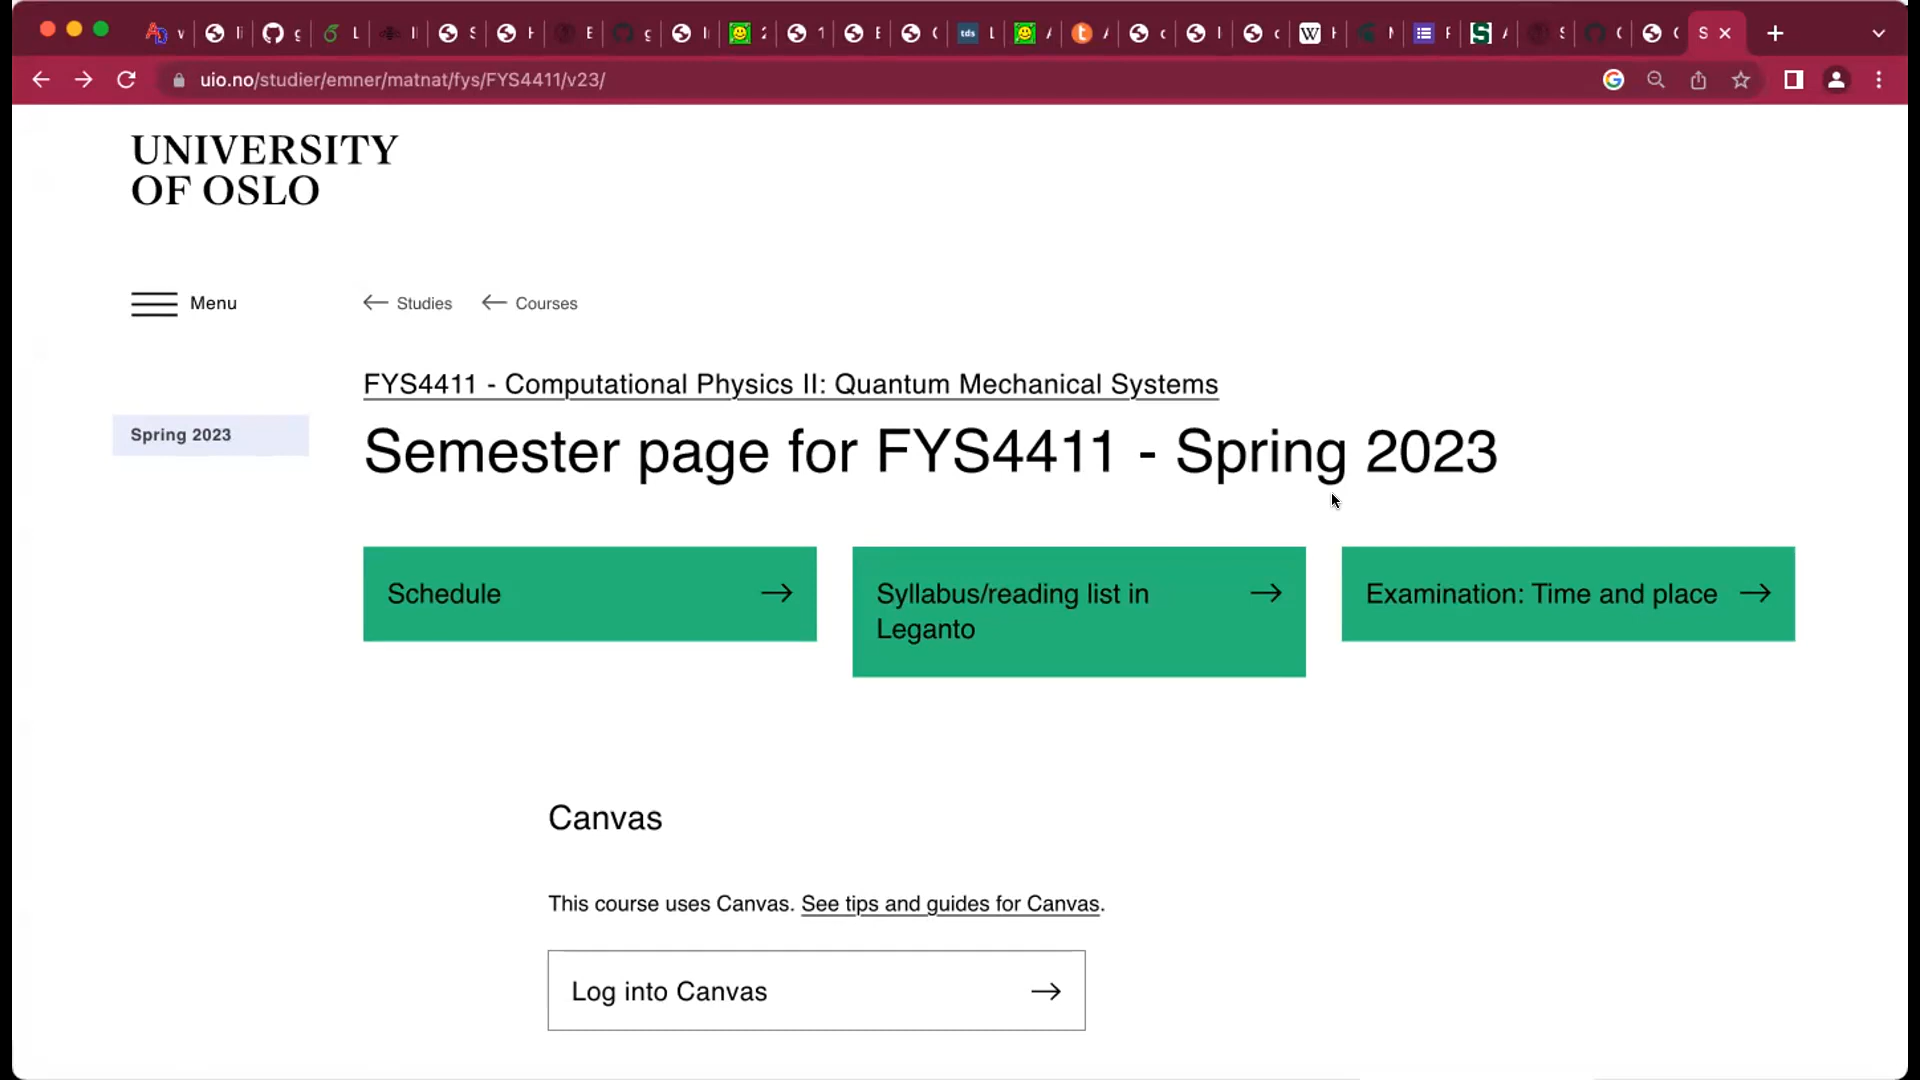 uio.no/studier/emner/matnat/fys/FYS4411/v23/
UNIVERSITY
OF OSLO
Menu
Studies
Courses
FYS4411 - Computational Physics II: Quantum Mechanical Systems
Spring 2023
Semester page for FYS4411 - Spring 2023
Schedule
Syllabus/reading list in
Leganto
Examination: Time and place
Canvas
This course uses Canvas. See tips and guides for Canvas.
Log into Canvas